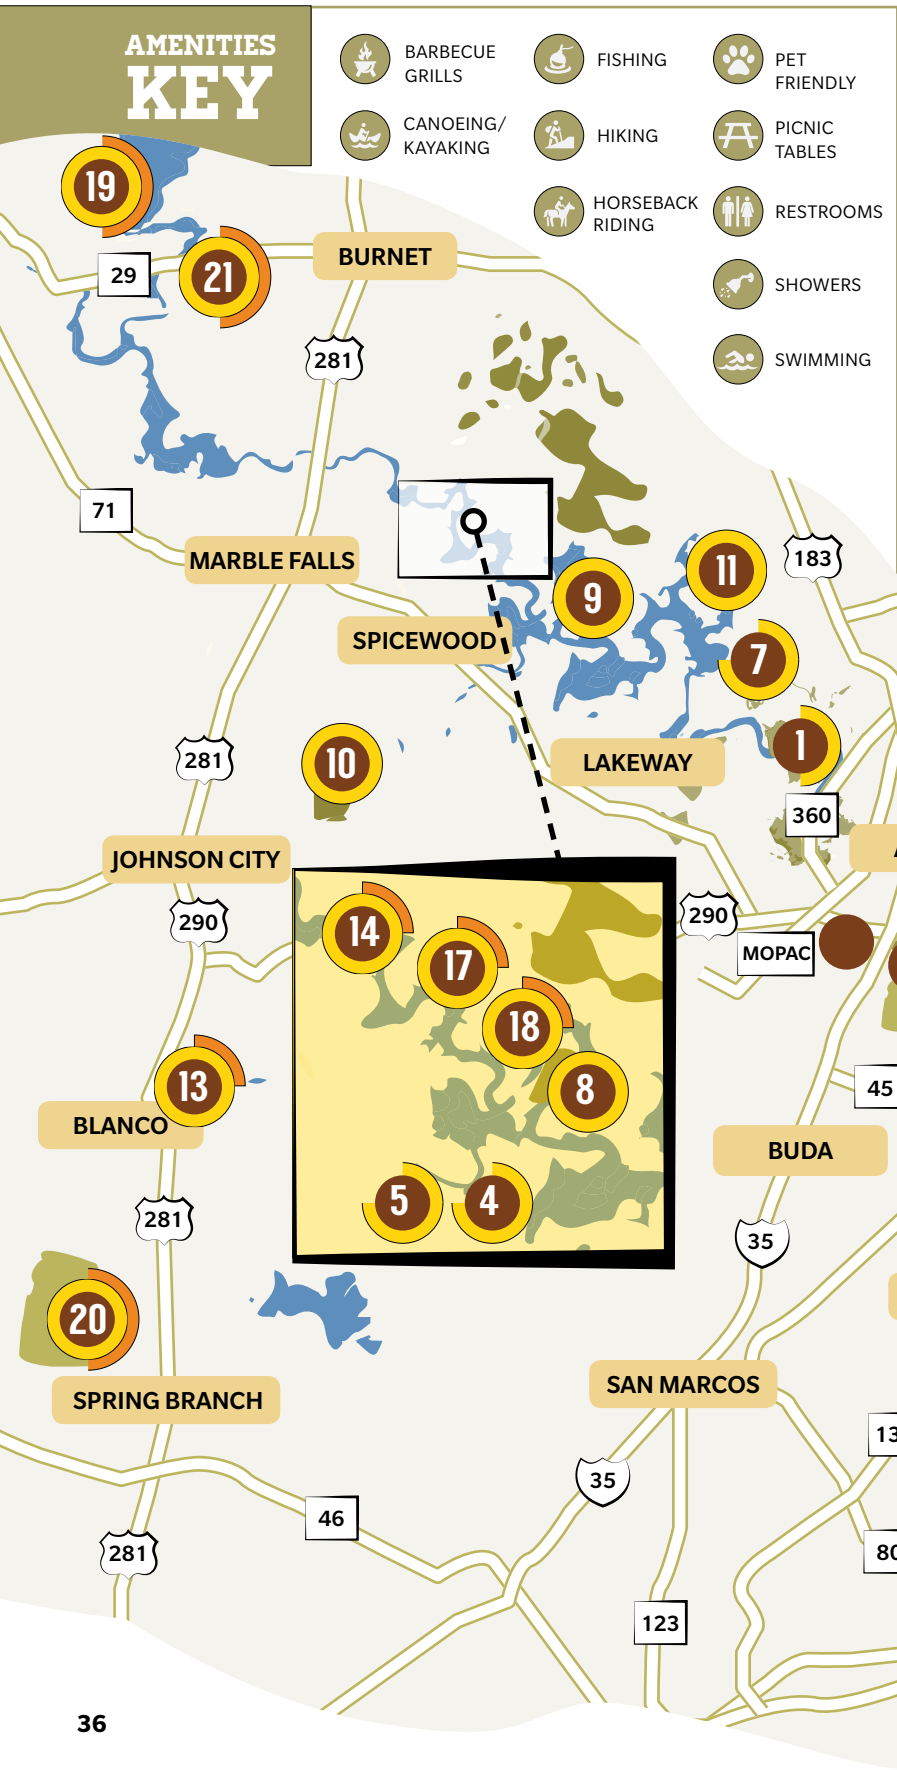 AMENITIES
KEY
BARBECUE
GRILLS
CANOEING/
KAYAKING
FISHING
HIKING
HORSEBACK
RIDING
PET
FRIENDLY
PICNIC
TABLES
RESTROOMS
SHOWERS
SWIMMING
19
29
21
BURNET
281
71
MARBLE FALLS
183
11
9
SPICEWOOD
7
1
281
10
LAKEWAY
360
JOHNSON CITY
290
290
MOPAC
14
17
18
8
5
4
13
BLANCO
45
BUDA
281
35
20
SPRING BRANCH
SAN MARCOS
13
35
46
281
80
123
36